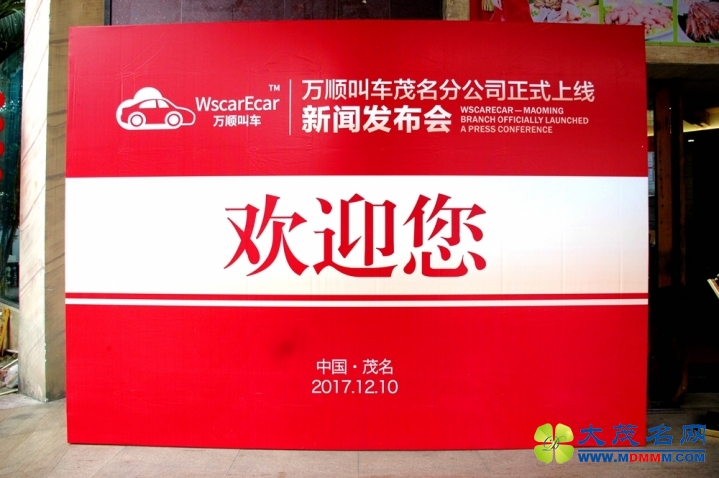 WscarEcar™
万顺叫车
万顺叫车茂名分公司正式上线
新闻发布会
WSCARECAR—MAOMING
BRANCH OFFICIALLY LAUNCHED
A PRESS CONFERENCE
欢迎您
中国·茂名
2017.12.10
大茂名网
WWW.MDMMM.COM